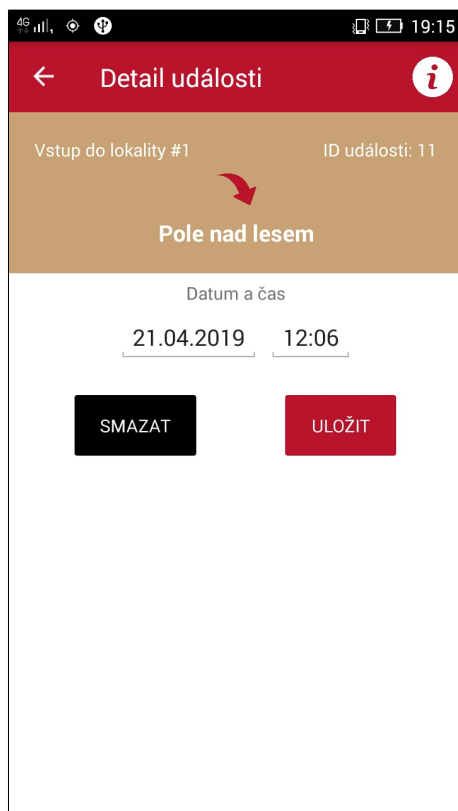 4G 19:15
Detail události i
Vstup do lokality #1 ID události: 11
Pole nad lesem
Datum a čas
21.04.2019 12:06
SMAZAT ULOŽIT